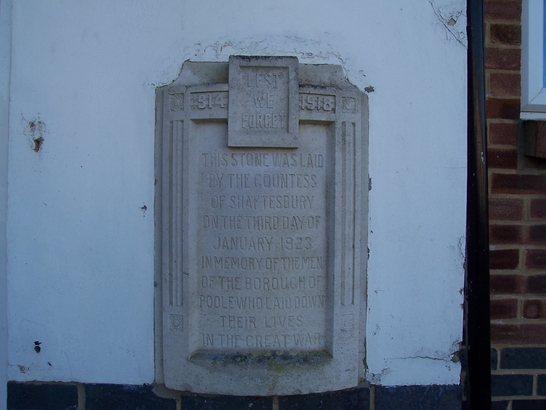 LEST
WE
FORGET
1914 1918
THIS STONE WAS LAID
BY THE COUNTESS
OF SHAFTESBURY
ON THE THIRD DAY OF
JANUARY 1923
IN MEMORY OF THE MEN
OF THE BOROUGH OF
POOLE WHO LAID DOWN
THEIR LIVES
IN THE GREAT WAR